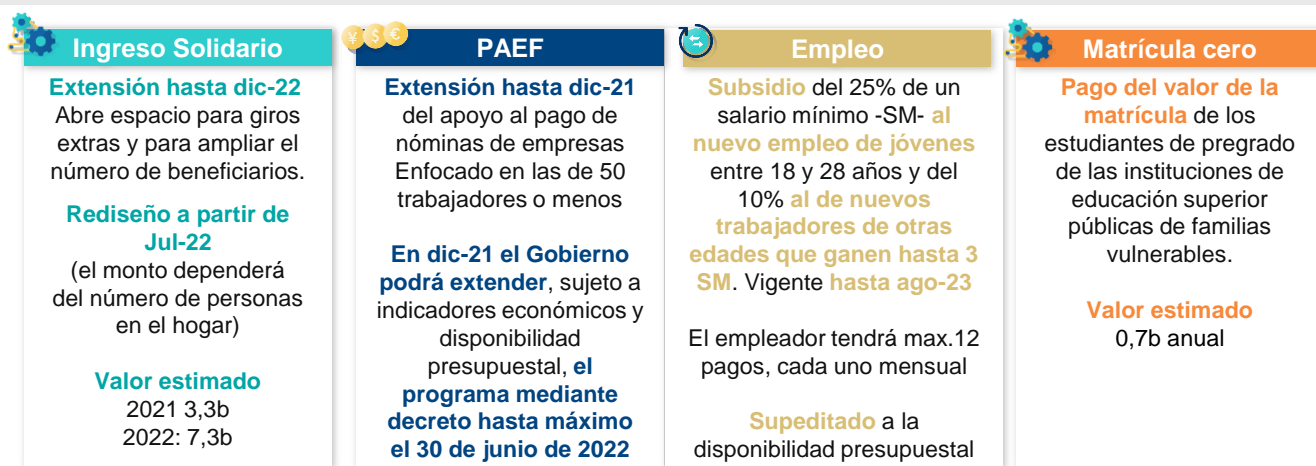 Ingreso Solidario
Extensión hasta dic-22
Abre espacio para giros
extras y para ampliar el
número de beneficiarios.
Rediseño a partir de
Jul-22
(el monto dependerá
del número de personas
en el hogar)
Valor estimado
2021 3,3b
2022: 7,3b
¥ $ €
PAEF
Extensión hasta dic-21
del apoyo al pago de
nóminas de empresas
Enfocado en las de 50
trabajadores o menos
En dic-21 el Gobierno
podrá extender, sujeto a
indicadores económicos y
disponibilidad
presupuestal, el
programa mediante
decreto hasta máximo
el 30 de junio de 2022
Empleo
Subsidio del 25% de un
salario mínimo -SM- al
nuevo empleo de jóvenes
entre 18 y 28 años y del
10% al de nuevos
trabajadores de otras
edades que ganen hasta 3
SM. Vigente hasta ago-23
El empleador tendrá max.12
pagos, cada uno mensual
Supeditado a la
disponibilidad presupuestal
Matrícula cero
Pago del valor de la
matrícula de los
estudiantes de pregrado
de las instituciones de
educación superior
públicas de familias
vulnerables.
Valor estimado
0,7b anual